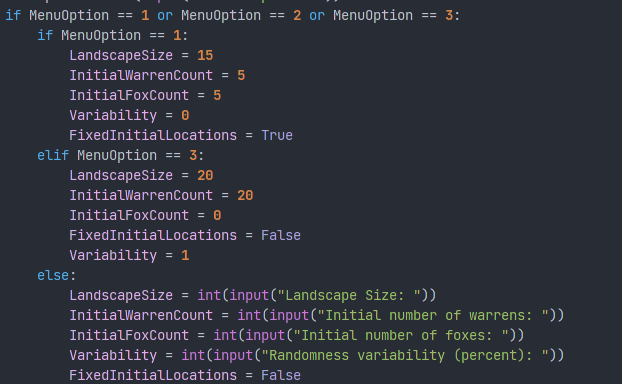 if MenuOption == 1 or MenuOption == 2 or MenuOption == 3:
    if MenuOption == 1:
        LandscapeSize = 15
        InitialWarrenCount = 5
        InitialFoxCount = 5
        Variability = 0
        FixedInitialLocations = True
    elif MenuOption == 3:
        LandscapeSize = 20
        InitialWarrenCount = 20
        InitialFoxCount = 0
        FixedInitialLocations = False
        Variability = 1
    else:
        LandscapeSize = int(input("Landscape Size: "))
        InitialWarrenCount = int(input("Initial number of warrens: "))
        InitialFoxCount = int(input("Initial number of foxes: "))
        Variability = int(input("Randomness variability (percent): "))
        FixedInitialLocations = False